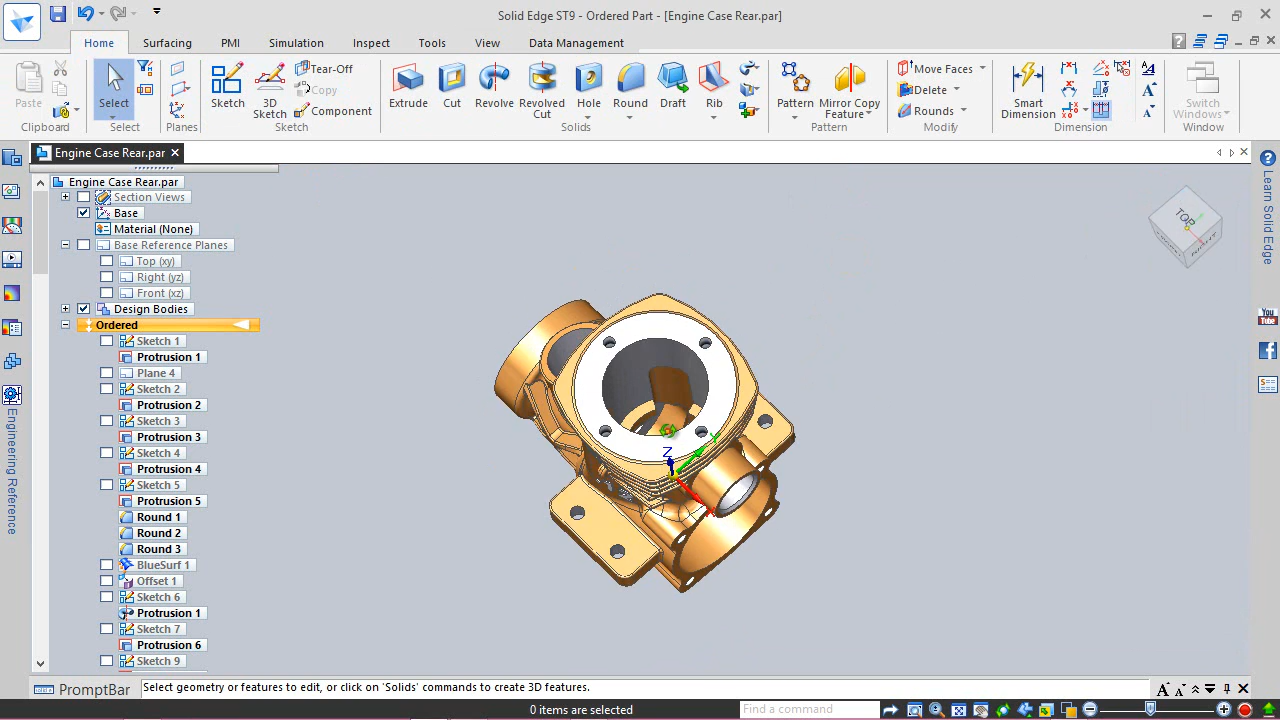 Solid Edge ST9 - Ordered Part - [Engine Case Rear.par]
Home Surfacing PMI Simulation Inspect Tools View Data Management
Paste
Clipboard
Select
Select
Planes
Sketch
3D Sketch
Tear-Off
Copy
Component
Sketch
Extrude
Cut
Revolve
Revolved Cut
Hole
Round
Draft
Rib
Solids
Pattern
Mirror Copy Feature
Pattern
Move Faces
Delete
Rounds
Modify
Smart Dimension
Dimension
Switch Windows
Window
Engine Case Rear.par
Engine Case Rear.par
Section Views
Base
Material (None)
Base Reference Planes
Top (xy)
Right (yz)
Front (xz)
Design Bodies
Ordered
Sketch 1
Protrusion 1
Plane 4
Sketch 2
Protrusion 2
Sketch 3
Protrusion 3
Sketch 4
Protrusion 4
Sketch 5
Protrusion 5
Round 1
Round 2
Round 3
BlueSurf 1
Offset 1
Sketch 6
Protrusion 1
Sketch 7
Protrusion 6
Sketch 9
Engineering Reference
TOP
Z
Y
X
Learn Solid Edge
You Tube
PromptBar
Select geometry or features to edit, or click on 'Solids' commands to create 3D features.
0 items are selected
Find a command